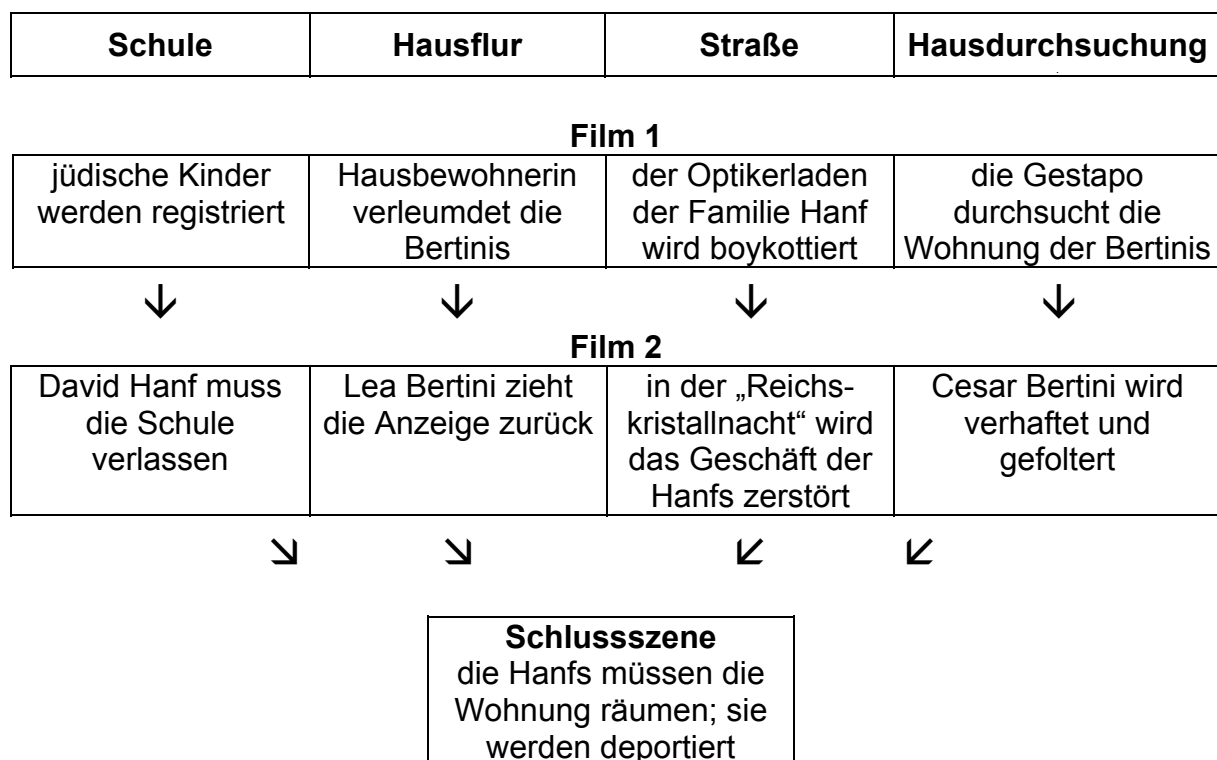 Schule Hausflur Straße Hausdurchsuchung
Film 1
jüdische Kinder
werden registriert
Hausbewohnerin
verleumdet die
Bertinis
der Optikerladen
der Familie Hanf
wird boykottiert
die Gestapo
durchsucht die
Wohnung der Bertinis
Film 2
David Hanf muss
die Schule
verlassen
Lea Bertini zieht
die Anzeige zurück
in der „Reichs-
kristallnacht“ wird
das Geschäft der
Hanfs zerstört
Cesar Bertini wird
verhaftet und
gefoltert
Schlussszene
die Hanfs müssen die
Wohnung räumen; sie
werden deportiert